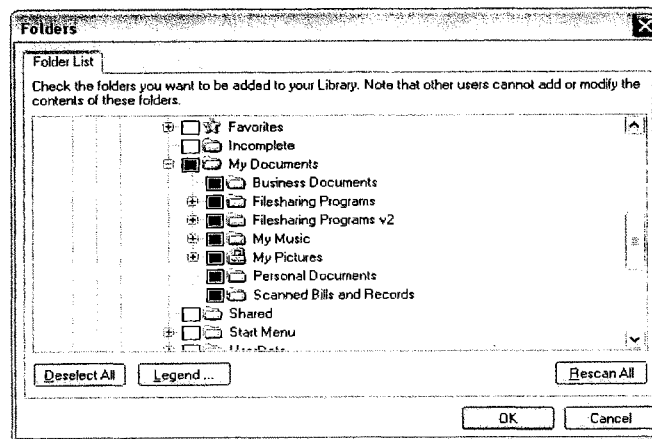 Folders
Folder List
Check the folders you want to be added to your Library. Note that other users cannot add or modify the
contents of these folders.
Favorites
Incomplete
My Documents
Business Documents
Filesharing Programs
Filesharing Programs v2
My Music
My Pictures
Personal Documents
Scanned Bills and Records
Shared
Start Menu
Deselect All
Legend ...
Rescan All
OK
Cancel